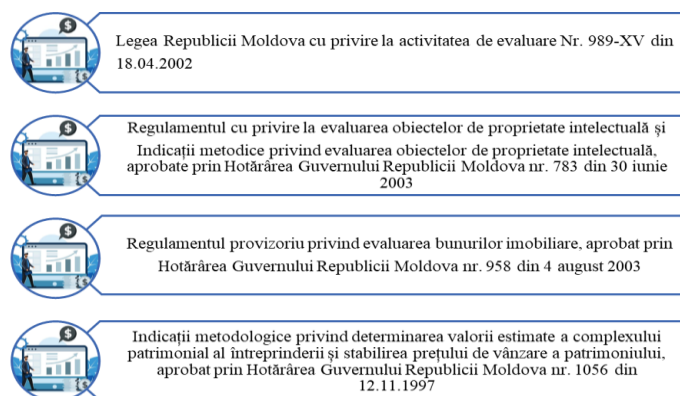 Legea Republicii Moldova cu privire la activitatea de evaluare Nr. 989-XV din
18.04.2002
Regulamentul cu privire la evaluarea obiectelor de proprietate intelectuală și
Indicații metodice privind evaluarea obiectelor de proprietate intelectuală,
aprobate prin Hotărârea Guvernului Republicii Moldova nr. 783 din 30 iunie
2003
Regulamentul provizoriu privind evaluarea bunurilor imobiliare, aprobat prin
Hotărârea Guvernului Republicii Moldova nr. 958 din 4 august 2003
Indicații metodologice privind determinarea valorii estimate a complexului
patrimonial al întreprinderii și stabilirea prețului de vânzare a patrimoniului,
aprobat prin Hotărârea Guvernului Republicii Moldova nr. 1056 din
12.11.1997